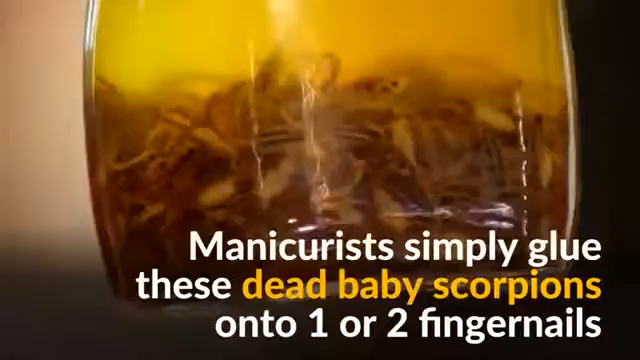 Manicurists simply glue
these dead baby scorpions
onto 1 or 2 fingernails